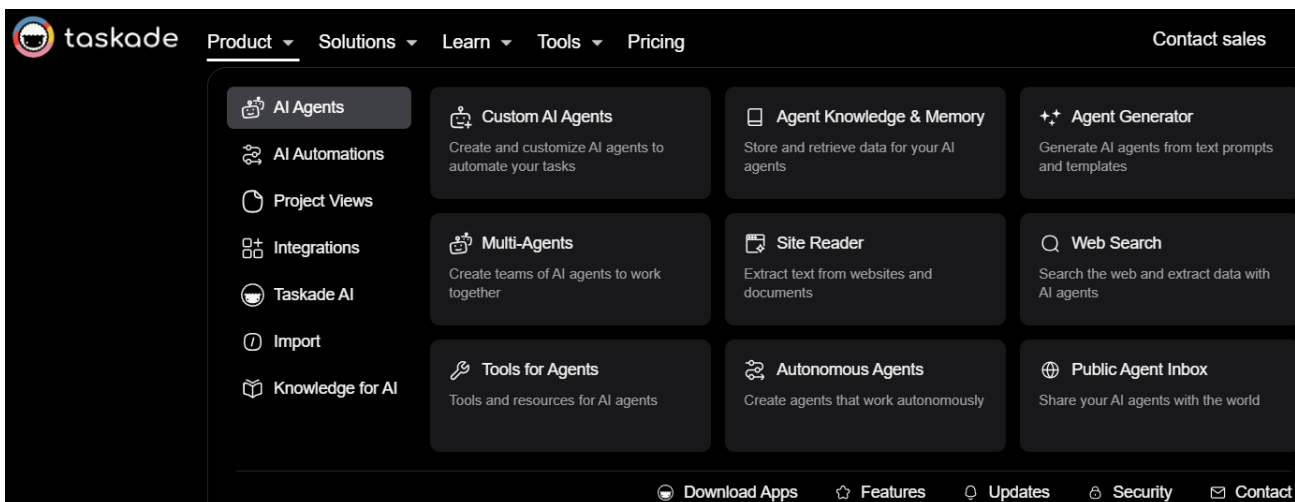 taskade
Product
Solutions
Learn
Tools
Pricing
Contact sales
AI Agents
AI Automations
Project Views
Integrations
Taskade AI
Import
Knowledge for AI
Custom AI Agents
Create and customize AI agents to
automate your tasks
Agent Knowledge & Memory
Store and retrieve data for your AI
agents
Agent Generator
Generate AI agents from text prompts
and templates
Multi-Agents
Create teams of AI agents to work
together
Site Reader
Extract text from websites and
documents
Web Search
Search the web and extract data with
AI agents
Tools for Agents
Tools and resources for AI agents
Autonomous Agents
Create agents that work autonomously
Public Agent Inbox
Share your AI agents with the world
Download Apps
Features
Updates
Security
Contact